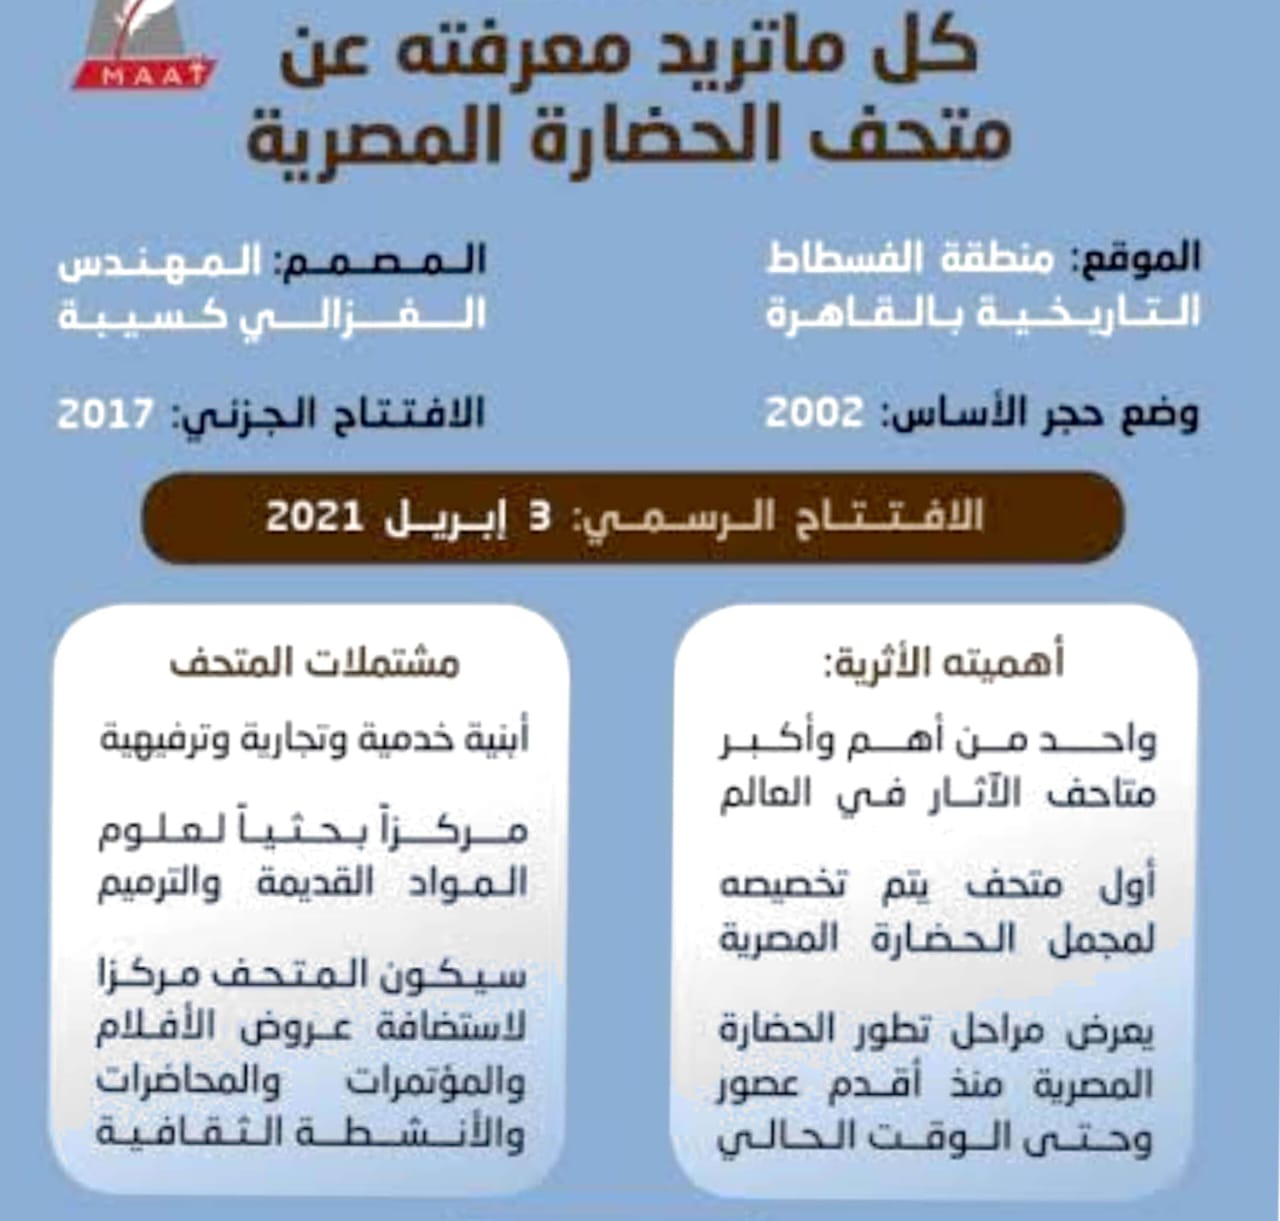 MAAT
كل ماتريد معرفته عن
متحف الحضارة المصرية
الموقع: منطقة الفسطاط
التاريخية بالقاهرة
المصمم: المهندس
الغزالي كسيبة
وضع حجر الأساس: 2002
الافتتاح الجزئي: 2017
الافتتاح الرسمي: 3 إبريل 2021
أهميته الأثرية:
واحد من أهم وأكبر
متاحف الآثار في العالم
أول متحف يتم تخصيصه
لمجمل الحضارة المصرية
يعرض مراحل تطور الحضارة
المصرية منذ أقدم عصور
وحتى الوقت الحالي
مشتملات المتحف
أبنية خدمية وتجارية وترفيهية
مركزاً بحثياً لعلوم
المواد القديمة والترميم
سيكون المتحف مركزا
لاستضافة عروض الأفلام
والمؤتمرات والمحاضرات
والأنشطة الثقافية